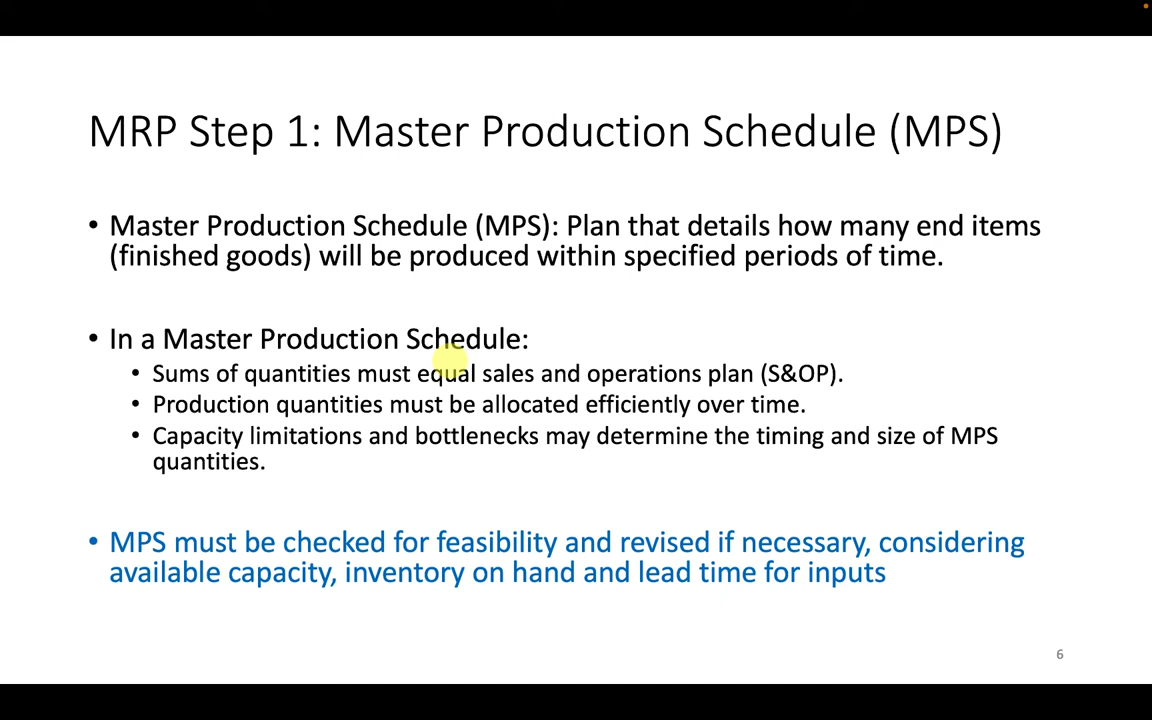 MRP Step 1: Master Production Schedule (MPS)
• Master Production Schedule (MPS): Plan that details how many end items
(finished goods) will be produced within specified periods of time.
• In a Master Production Schedule:
• Sums of quantities must equal sales and operations plan (S&OP).
• Production quantities must be allocated efficiently over time.
• Capacity limitations and bottlenecks may determine the timing and size of MPS
quantities.
• MPS must be checked for feasibility and revised if necessary, considering
available capacity, inventory on hand and lead time for inputs
6